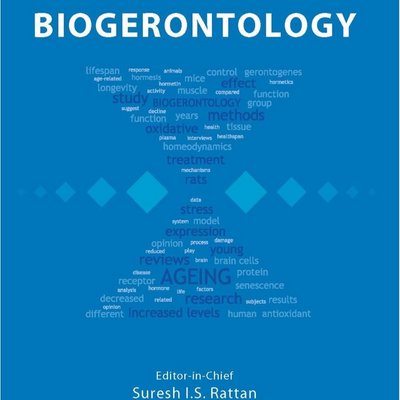 BIOGERONTOLOGY
lifespan response animals control gerontogenes
age-related hormesis mice hormetics
longevity hormetin effect
activity muscle compared function
study BIOGERONTOLOGY group
suggest decline methods
function years
oxidative health tissue
plasma interviews healthspan
homeodynamics
treatment
mechanisms
rats
data
stress
system model
expression
opinion process damage
reduced play young
reviews brain brain cells
disease AGEING protein
receptor senescence
analysis hormone life factors
decreased related research subjects results
opinion
different increased levels human antioxidant
Editor-in-Chief
Suresh I.S. Rattan